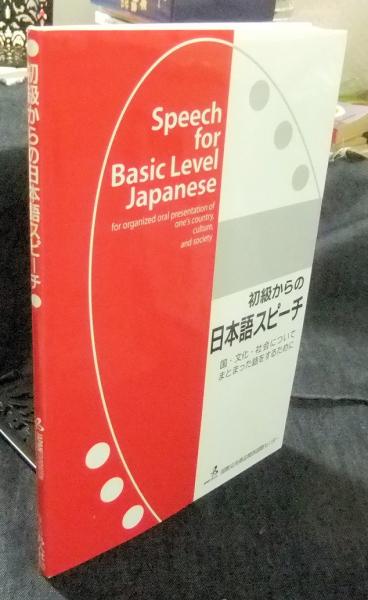 初級からの日本語スピーチ
Speech
for
Basic Level
Japanese
for organized oral presentation of
one's country,
culture,
and society
初級からの
日本語スピーチ
国・文化・社会について
まとまった話をするために